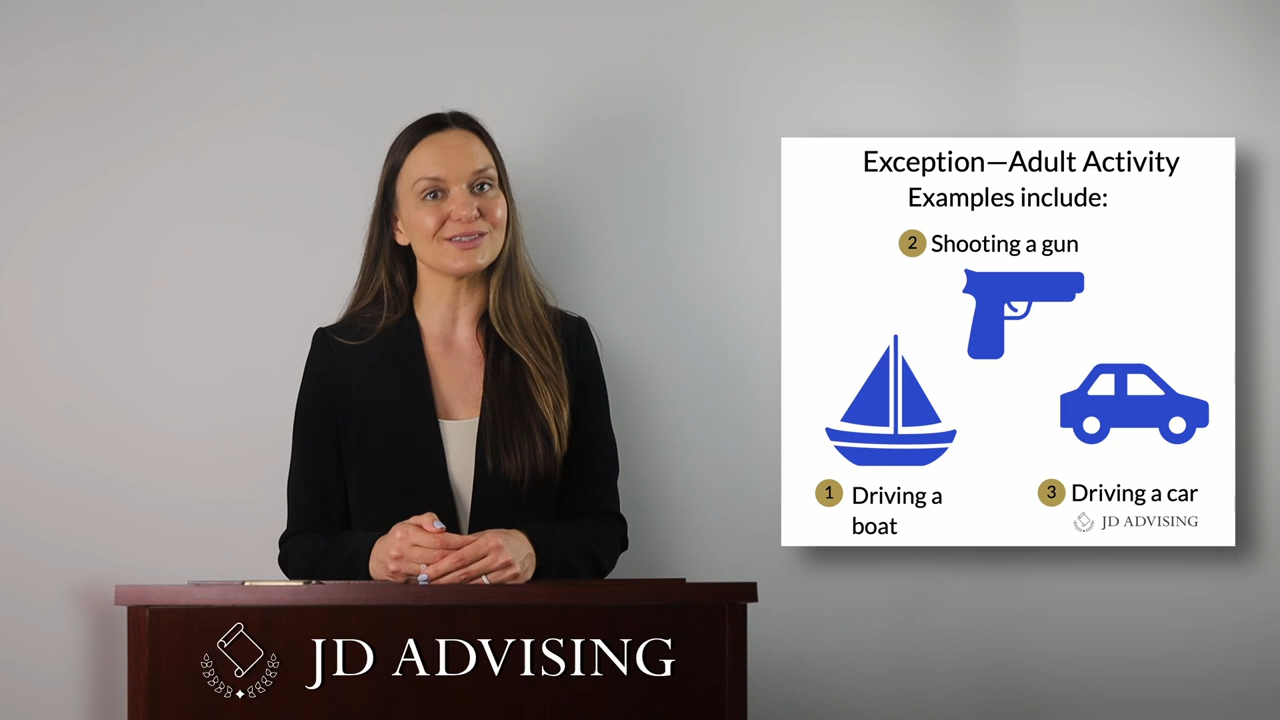 Exception—Adult Activity
Examples include:
2 Shooting a gun
1 Driving a
boat
3 Driving a car
JD ADVISING
JD ADVISING